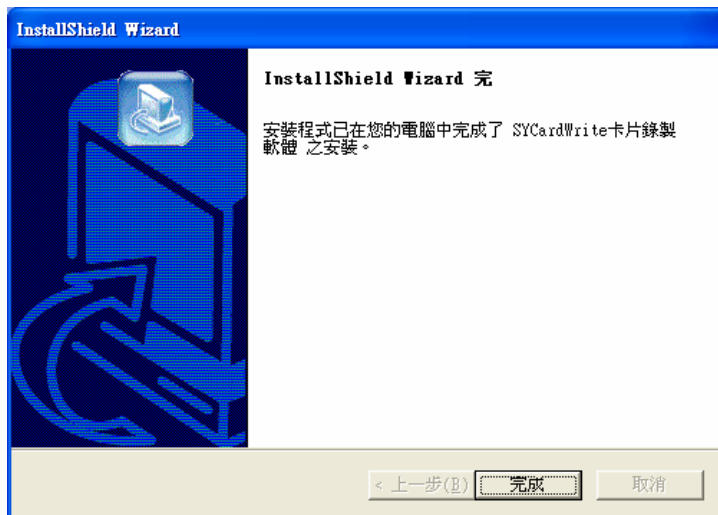 InstallShield Wizard
InstallShield Wizard 完
安裝程式已在您的電腦中完成了 SYCardWrite卡片錄製
軟體 之安裝。
< 上一步(B) 完成 取消